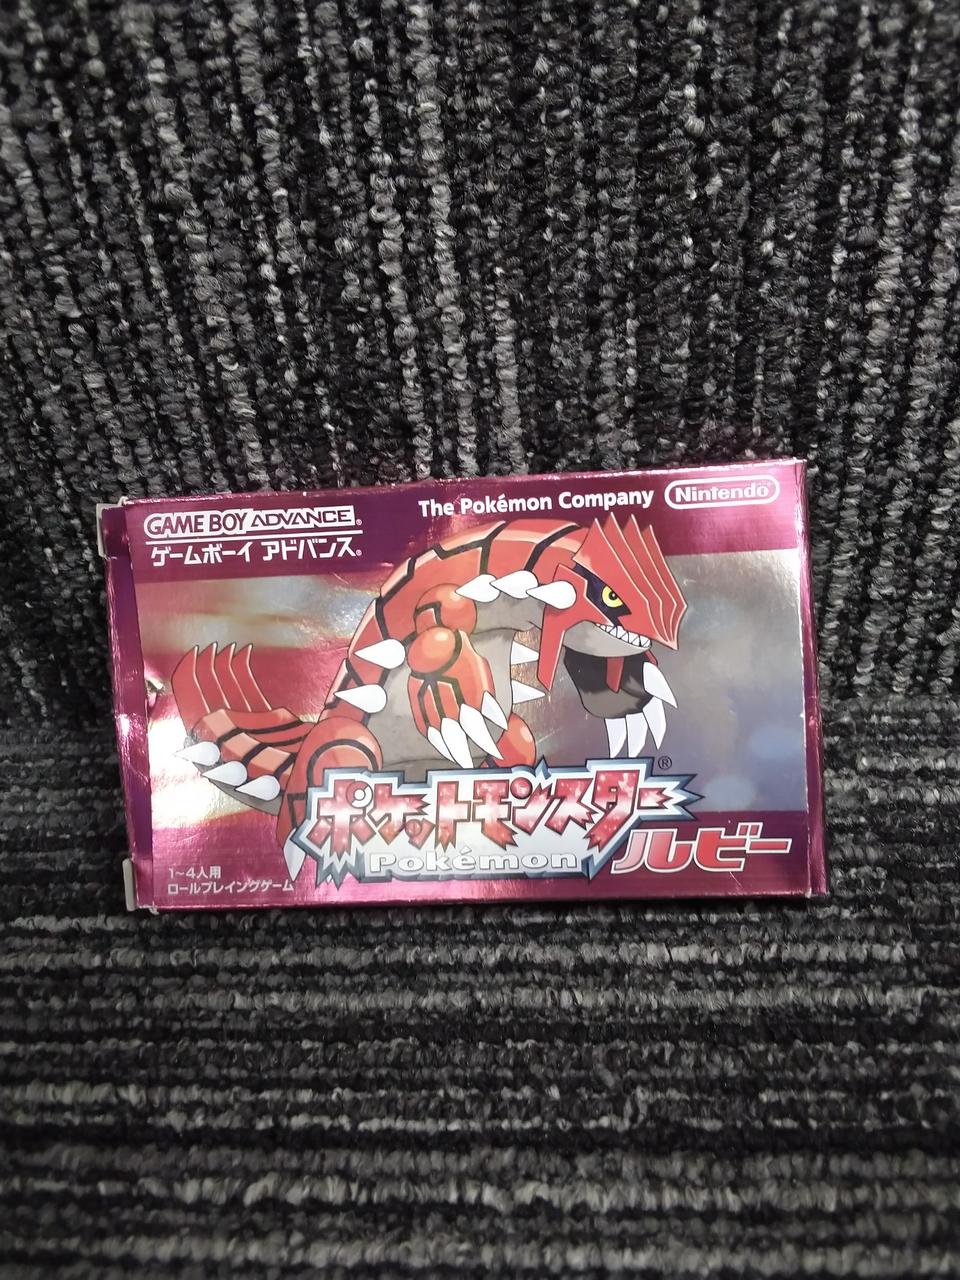 The Pokémon Company Nintendo®
GAME BOY ADVANCE®
ゲームボーイ アドバンス®
ポケットモンスター®
Pokémon
ルビー
1~4人用
ロールプレイングゲーム